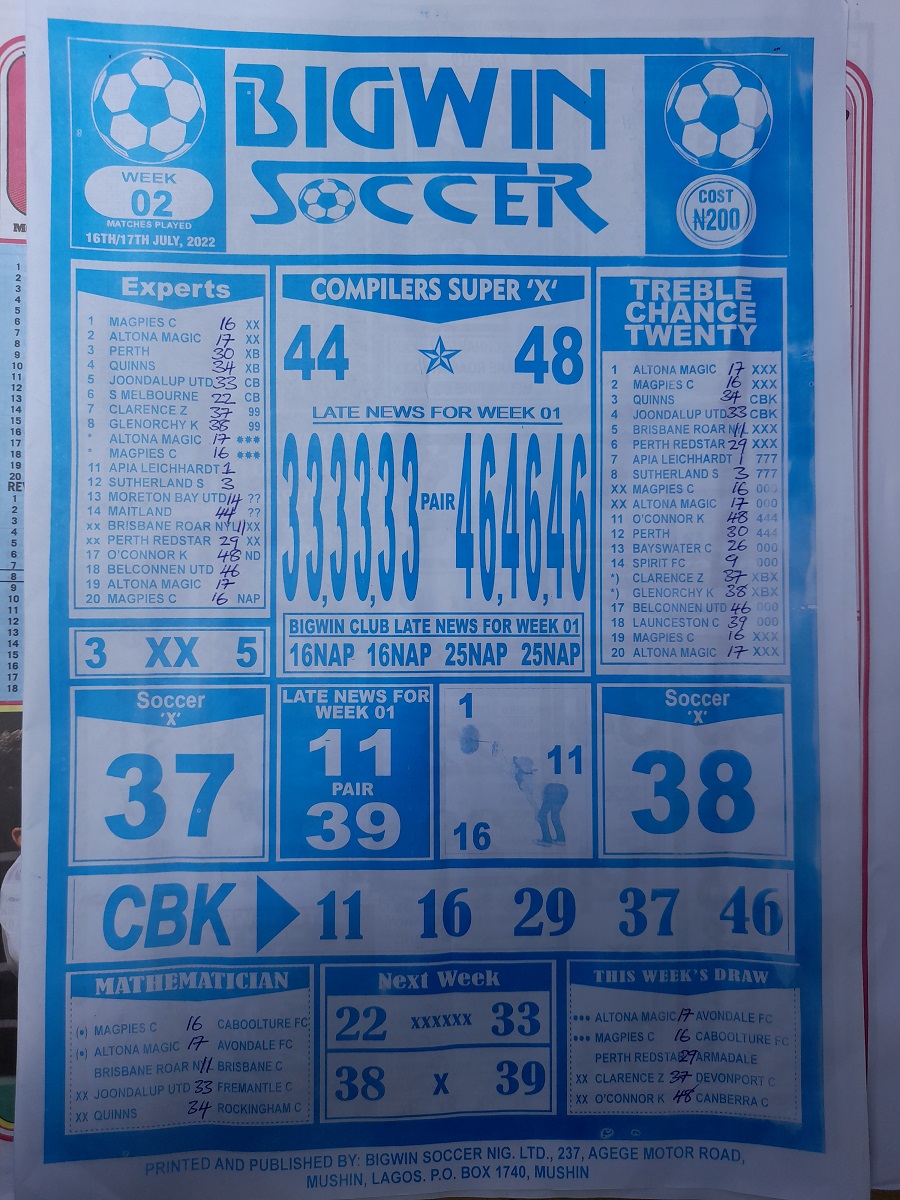 BIGWIN
SOCCER
WEEK
02
MATCHES PLAYED
16TH/17TH JULY, 2022
COST
₦200
Experts
1 MAGPIES C 16 XX
2 ALTONA MAGIC 17 XX
3 PERTH 30 XB
4 QUINNS 34 XB
5 JOONDALUP UTD 33 CB
6 S MELBOURNE 22 CB
7 CLARENCE Z 37 99
8 GLENORCHY K 38 99
* ALTONA MAGIC 17 ***
* MAGPIES C 16 ***
11 APIA LEICHHARDT 1
12 SUTHERLAND S 3
13 MORETON BAY UTD 14 ??
14 MAITLAND 44 ??
XX BRISBANE ROAR 11 XX
XX PERTH REDSTAR 29 XX
17 O'CONNOR K 48 ND
18 BELCONNEN UTD 46
19 ALTONA MAGIC 17
20 MAGPIES C 16 NAP
3 XX 5
COMPILERS SUPER 'X'
44 48
LATE NEWS FOR WEEK 01
33,33,33 PAIR 46,46,46
BIGWIN CLUB LATE NEWS FOR WEEK 01
16NAP 16NAP 25NAP 25NAP
TREBLE
CHANCE
TWENTY
1 ALTONA MAGIC 17 XXX
2 MAGPIES C 16 XXX
3 QUINNS 34 CBK
4 JOONDALUP UTD 33 CBK
5 BRISBANE ROAR 11 XXX
6 PERTH REDSTAR 29 XXX
7 APIA LEICHHARDT 1 777
8 SUTHERLAND S 3 777
XX MAGPIES C 16 000
XX ALTONA MAGIC 17 000
11 O'CONNOR K 48 444
12 PERTH 30 444
13 BAYSWATER C 26 000
14 SPIRIT FC 9 000
*) CLARENCE Z 37 XBX
*) GLENORCHY K 38 XBX
17 BELCONNEN UTD 46 000
18 LAUNCESTON C 39 000
19 MAGPIES C 16 XXX
20 ALTONA MAGIC 17 XXX
Soccer
'X'
37
LATE NEWS FOR
WEEK 01
11
PAIR
39
1
11
16
Soccer
'X'
38
CBK 11 16 29 37 46
MATHEMATICIAN
(•) MAGPIES C 16 CABOOLTURE FC
(•) ALTONA MAGIC 17 AVONDALE FC
BRISBANE ROAR 11 BRISBANE C
XX JOONDALUP UTD 33 FREMANTLE C
XX QUINNS 34 ROCKINGHAM C
Next Week
22 XXXXXX 33
38 X 39
THIS WEEK'S DRAW
••• ALTONA MAGIC 17 AVONDALE FC
••• MAGPIES C 16 CABOOLTURE FC
PERTH REDSTAR 29 ARMADALE
XX CLARENCE Z 37 DEVONPORT C
XX O'CONNOR K 48 CANBERRA C
PRINTED AND PUBLISHED BY: BIGWIN SOCCER NIG. LTD., 237, AGEGE MOTOR ROAD,
MUSHIN, LAGOS. P.O. BOX 1740, MUSHIN